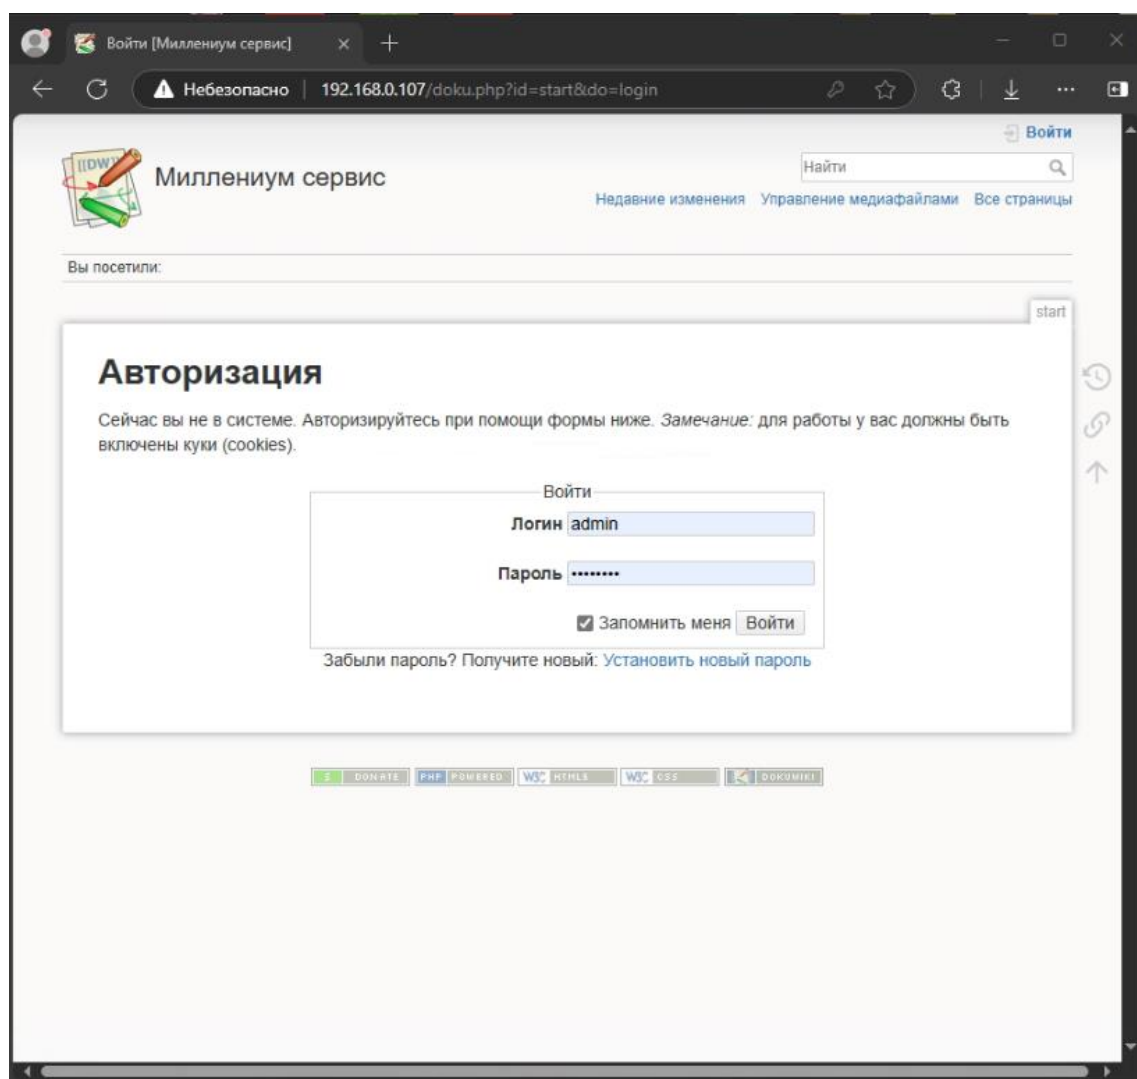 Войти [Миллениум сервис]
Небезопасно 192.168.0.107/doku.php?id=start&do=login
Войти
[[DW]]
Миллениум сервис
Найти
Недавние изменения Управление медиафайлами Все страницы
Вы посетили:
start
Авторизация
Сейчас вы не в системе. Авторизируйтесь при помощи формы ниже. Замечание: для работы у вас должны быть
включены куки (cookies).
Войти
Логин admin
Пароль ••••••••
Запомнить меня Войти
Забыли пароль? Получите новый: Установить новый пароль
$ DONATE PHP POWERED W3C HTML5 W3C CSS DOKUWIKI